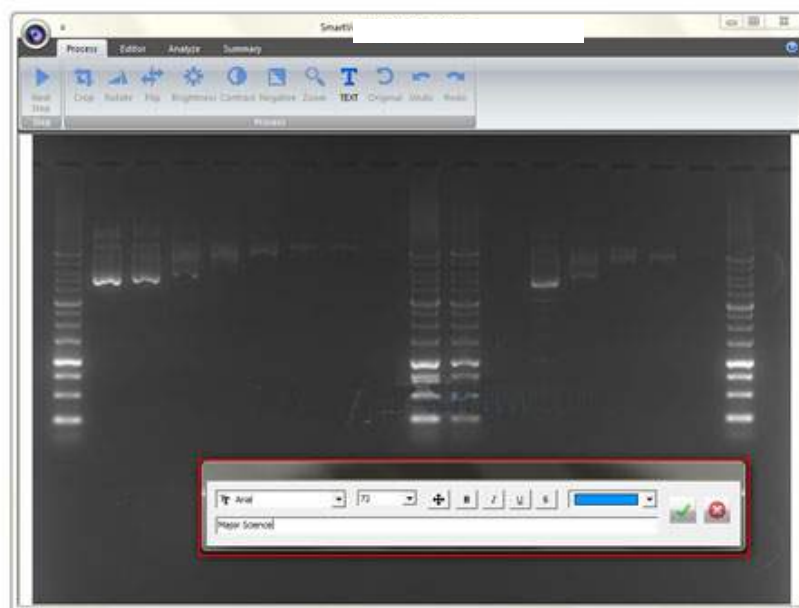 SmartVi
Process Editor Analyze Summary
Next Step Crop Rotate Flip Brightness Contrast Negative Zoom TEXT Original Undo Redo
Step Process
Arial 72 B I U S
Major Science